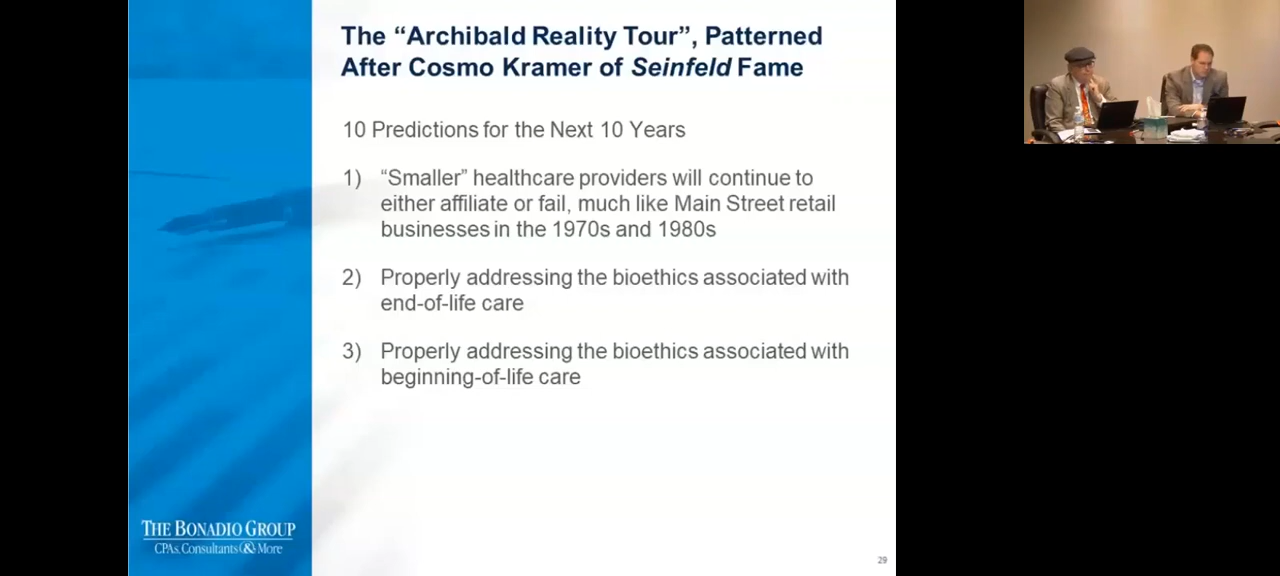 The “Archibald Reality Tour”, Patterned
After Cosmo Kramer of Seinfeld Fame
10 Predictions for the Next 10 Years
1) “Smaller” healthcare providers will continue to
either affiliate or fail, much like Main Street retail
businesses in the 1970s and 1980s
2) Properly addressing the bioethics associated with
end-of-life care
3) Properly addressing the bioethics associated with
beginning-of-life care
THE BONADIO GROUP
CPAs, Consultants & More
29